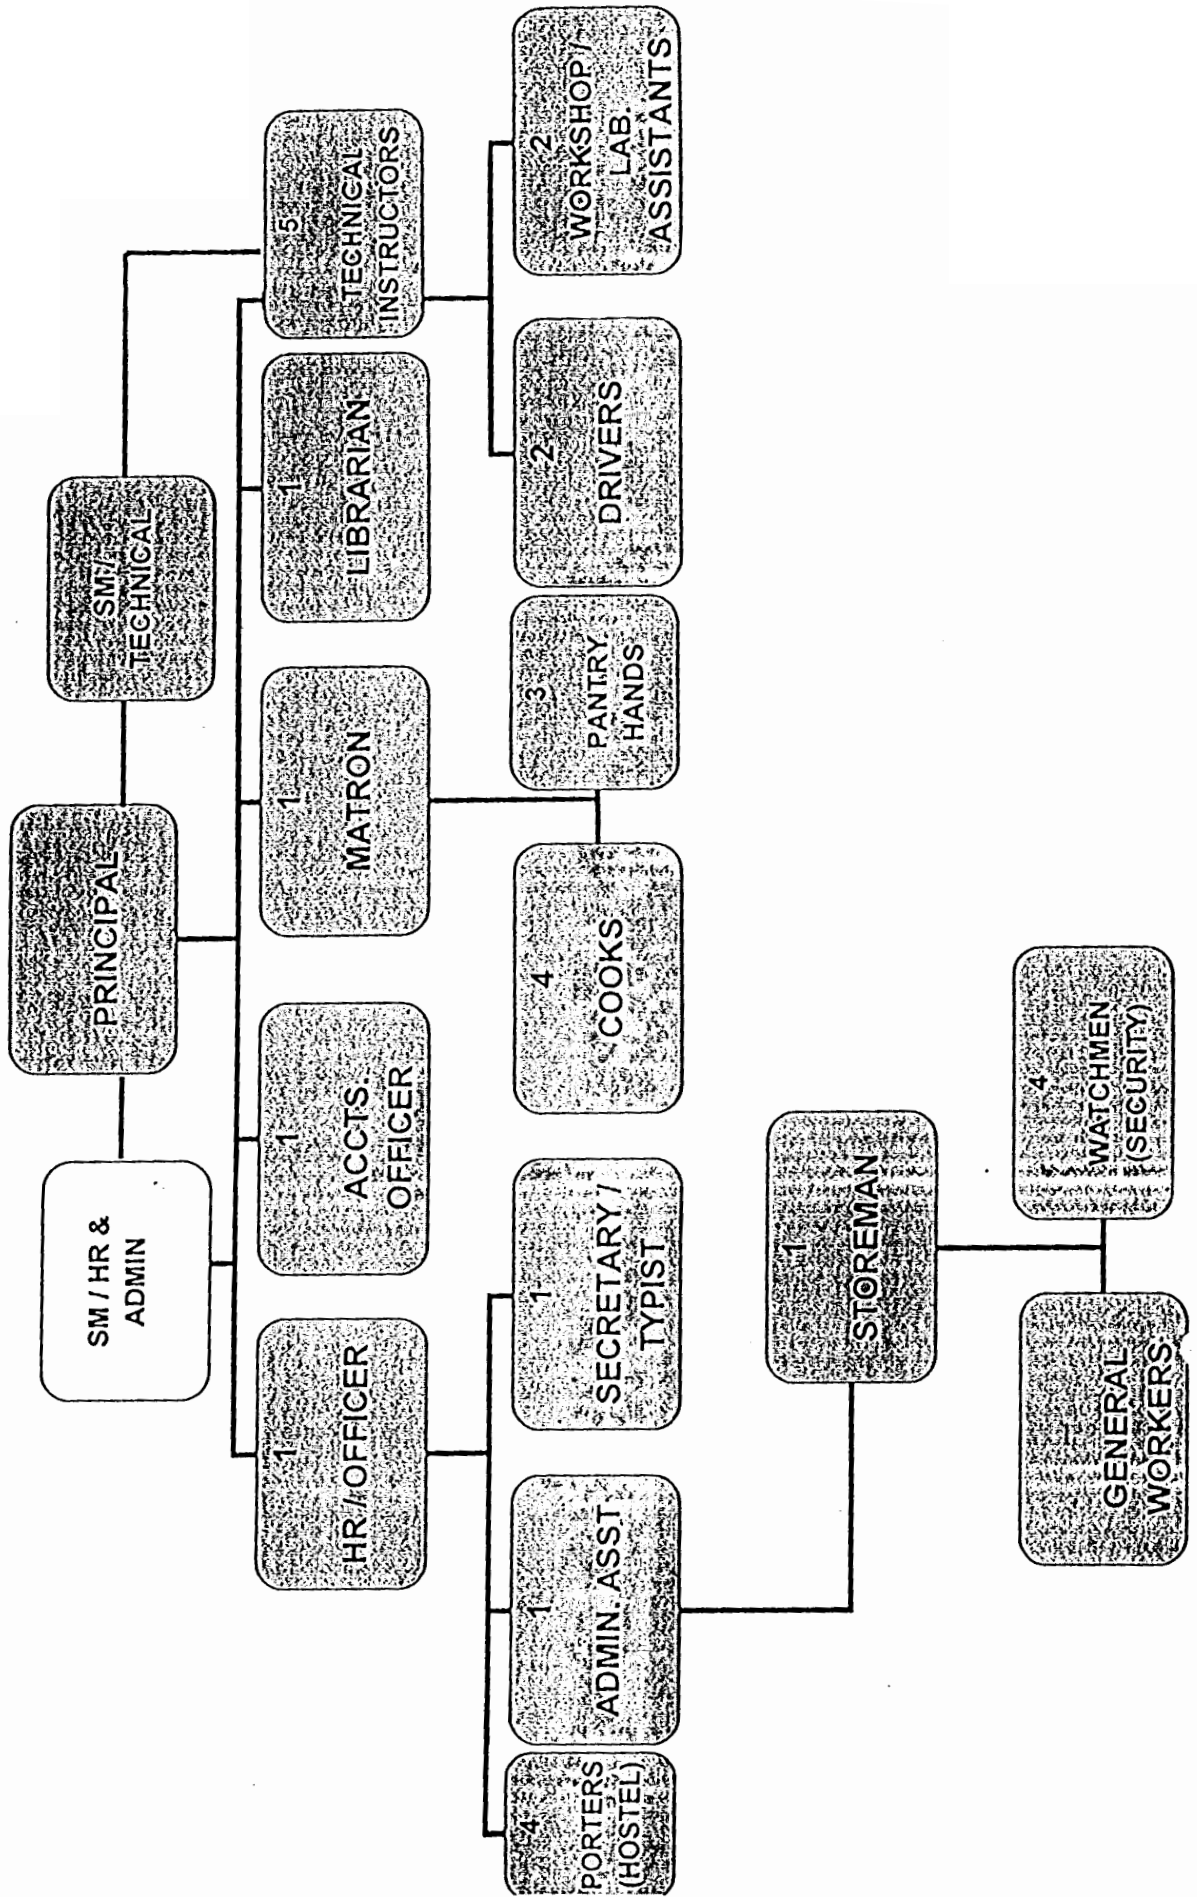 PRINCIPAL
SM / HR &
ADMIN
SM /
TECHNICAL
1
HR / OFFICER
1
ACCTS.
OFFICER
1
MATRON
1
LIBRARIAN
5
TECHNICAL
INSTRUCTORS
4
PORTERS
(HOSTEL)
1
ADMIN. ASST
1
SECRETARY /
TYPIST
4
COOKS
3
PANTRY
HANDS
2
DRIVERS
2
WORKSHOP /
LAB.
ASSISTANTS
1
STOREMAN
GENERAL
WORKERS
4
WATCHMEN
(SECURITY)